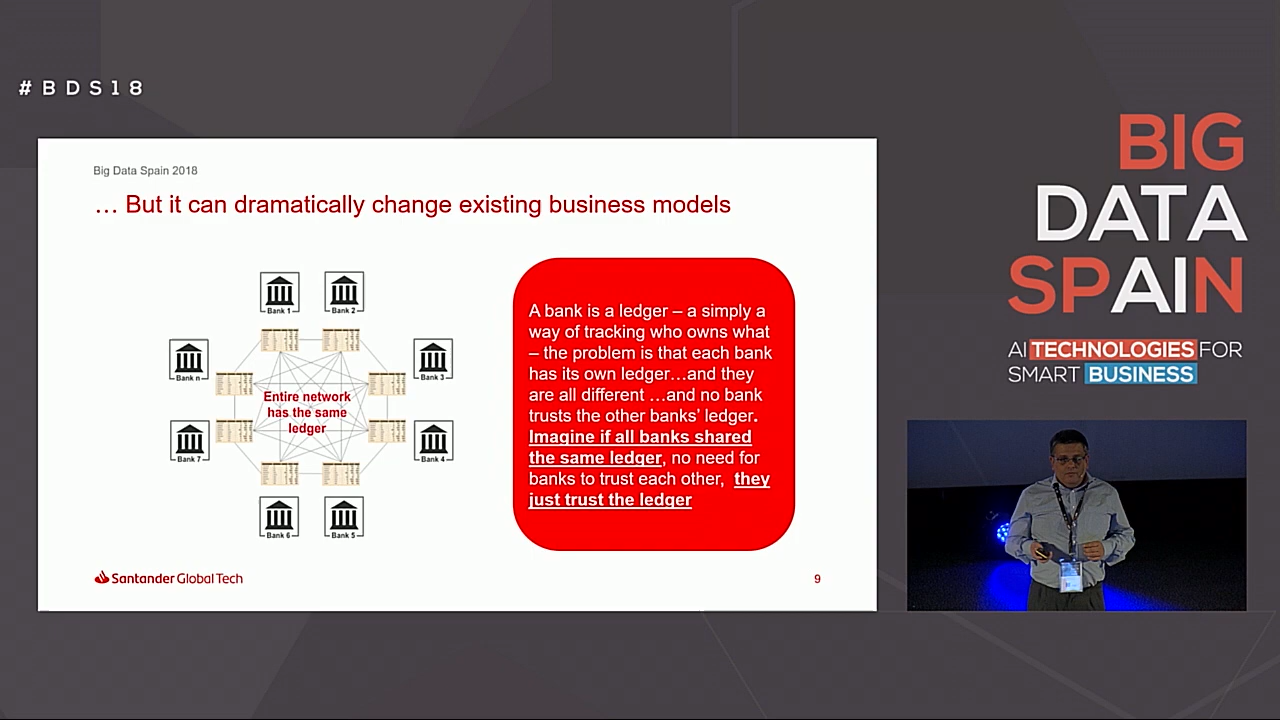 #BDS18
Big Data Spain 2018
… But it can dramatically change existing business models
Bank 1
Bank 2
Bank n
Bank 3
Entire network
has the same
ledger
Bank 7
Bank 4
Bank 6
Bank 5
A bank is a ledger – a simply a
way of tracking who owns what
– the problem is that each bank
has its own ledger…and they
are all different …and no bank
trusts the other banks’ ledger.
Imagine if all banks shared
the same ledger, no need for
banks to trust each other, they
just trust the ledger
Santander Global Tech
9
BIG
DATA
SPAIN
AI TECHNOLOGIES FOR
SMART BUSINESS